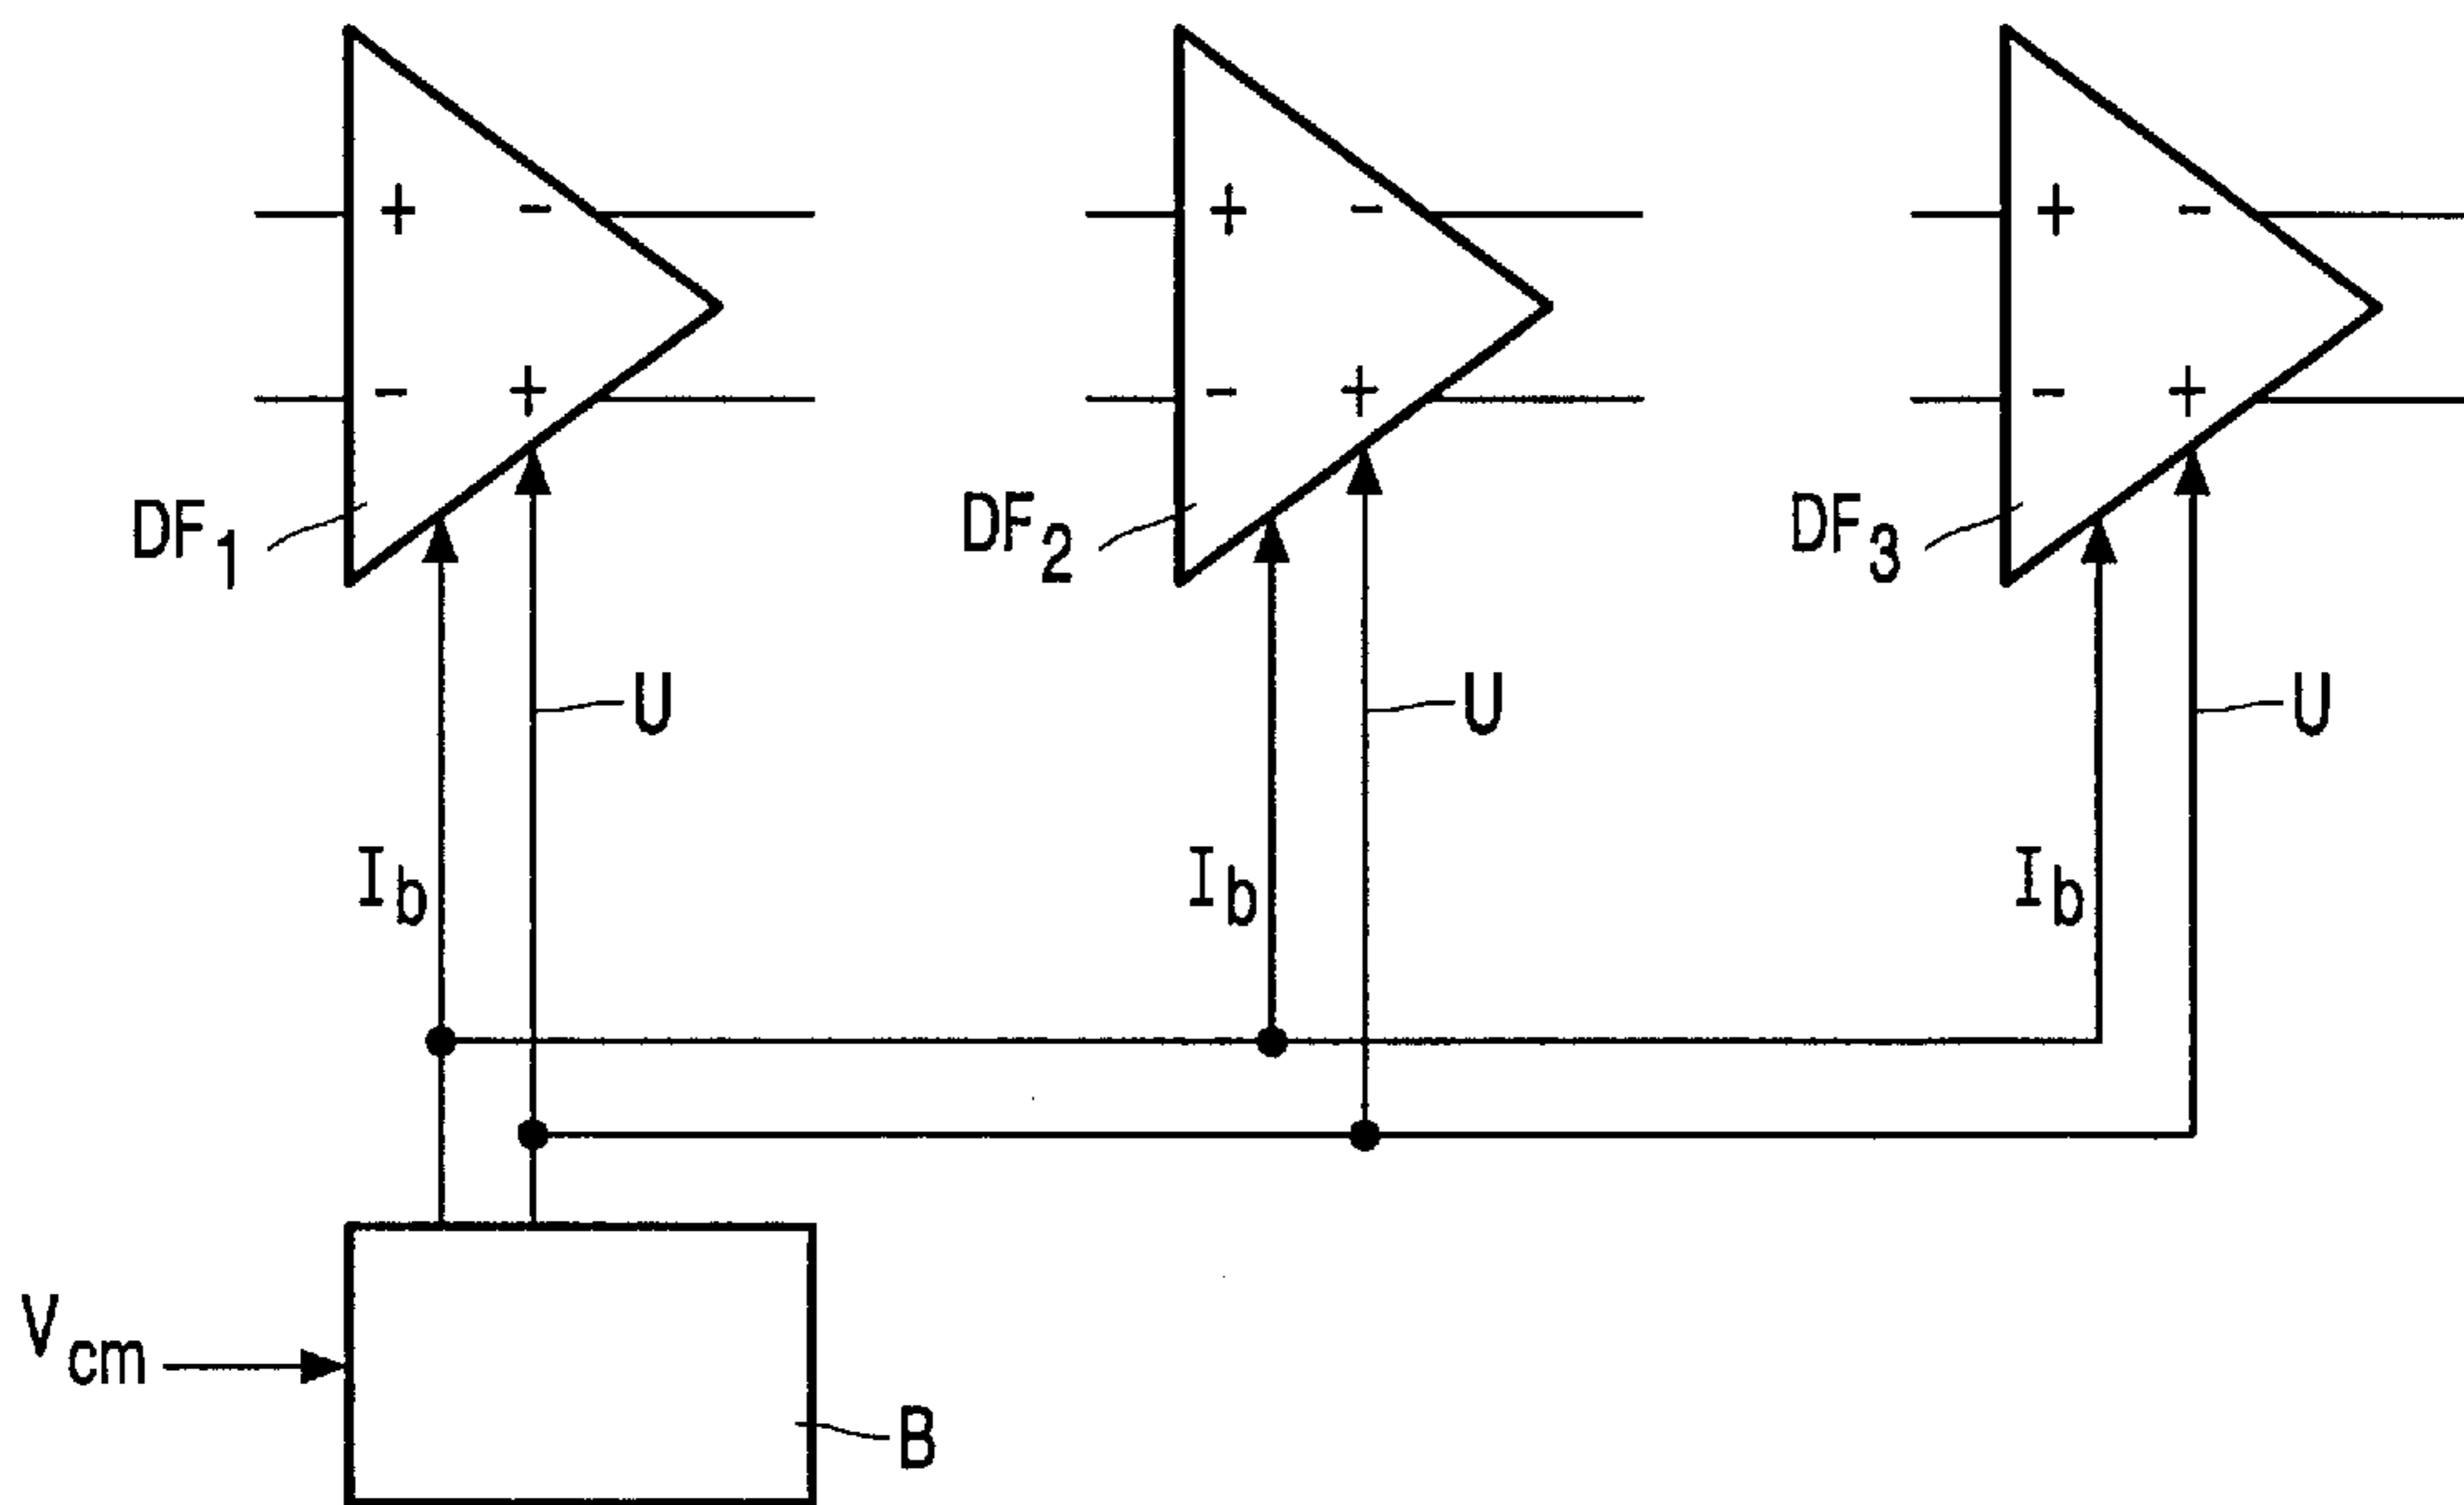 + - + - + -
- + - + - +
DF1 DF2 DF3
U U U
Ib Ib Ib
Vcm
B